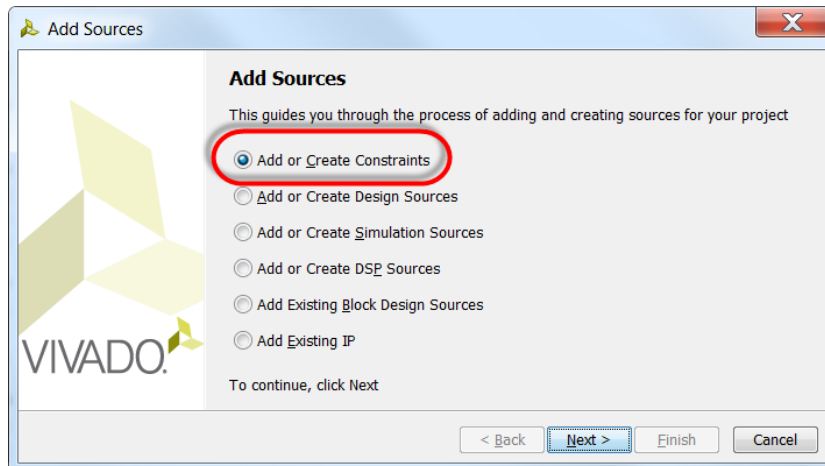 Add Sources
Add Sources
This guides you through the process of adding and creating sources for your project
Add or Create Constraints
Add or Create Design Sources
Add or Create Simulation Sources
Add or Create DSP Sources
Add Existing Block Design Sources
Add Existing IP
VIVADO.
To continue, click Next
< Back
Next >
Finish
Cancel